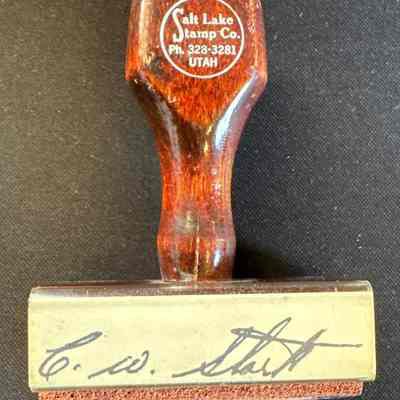 Salt Lake
Stamp Co.
Ph. 328-3281
UTAH
C. W. Start